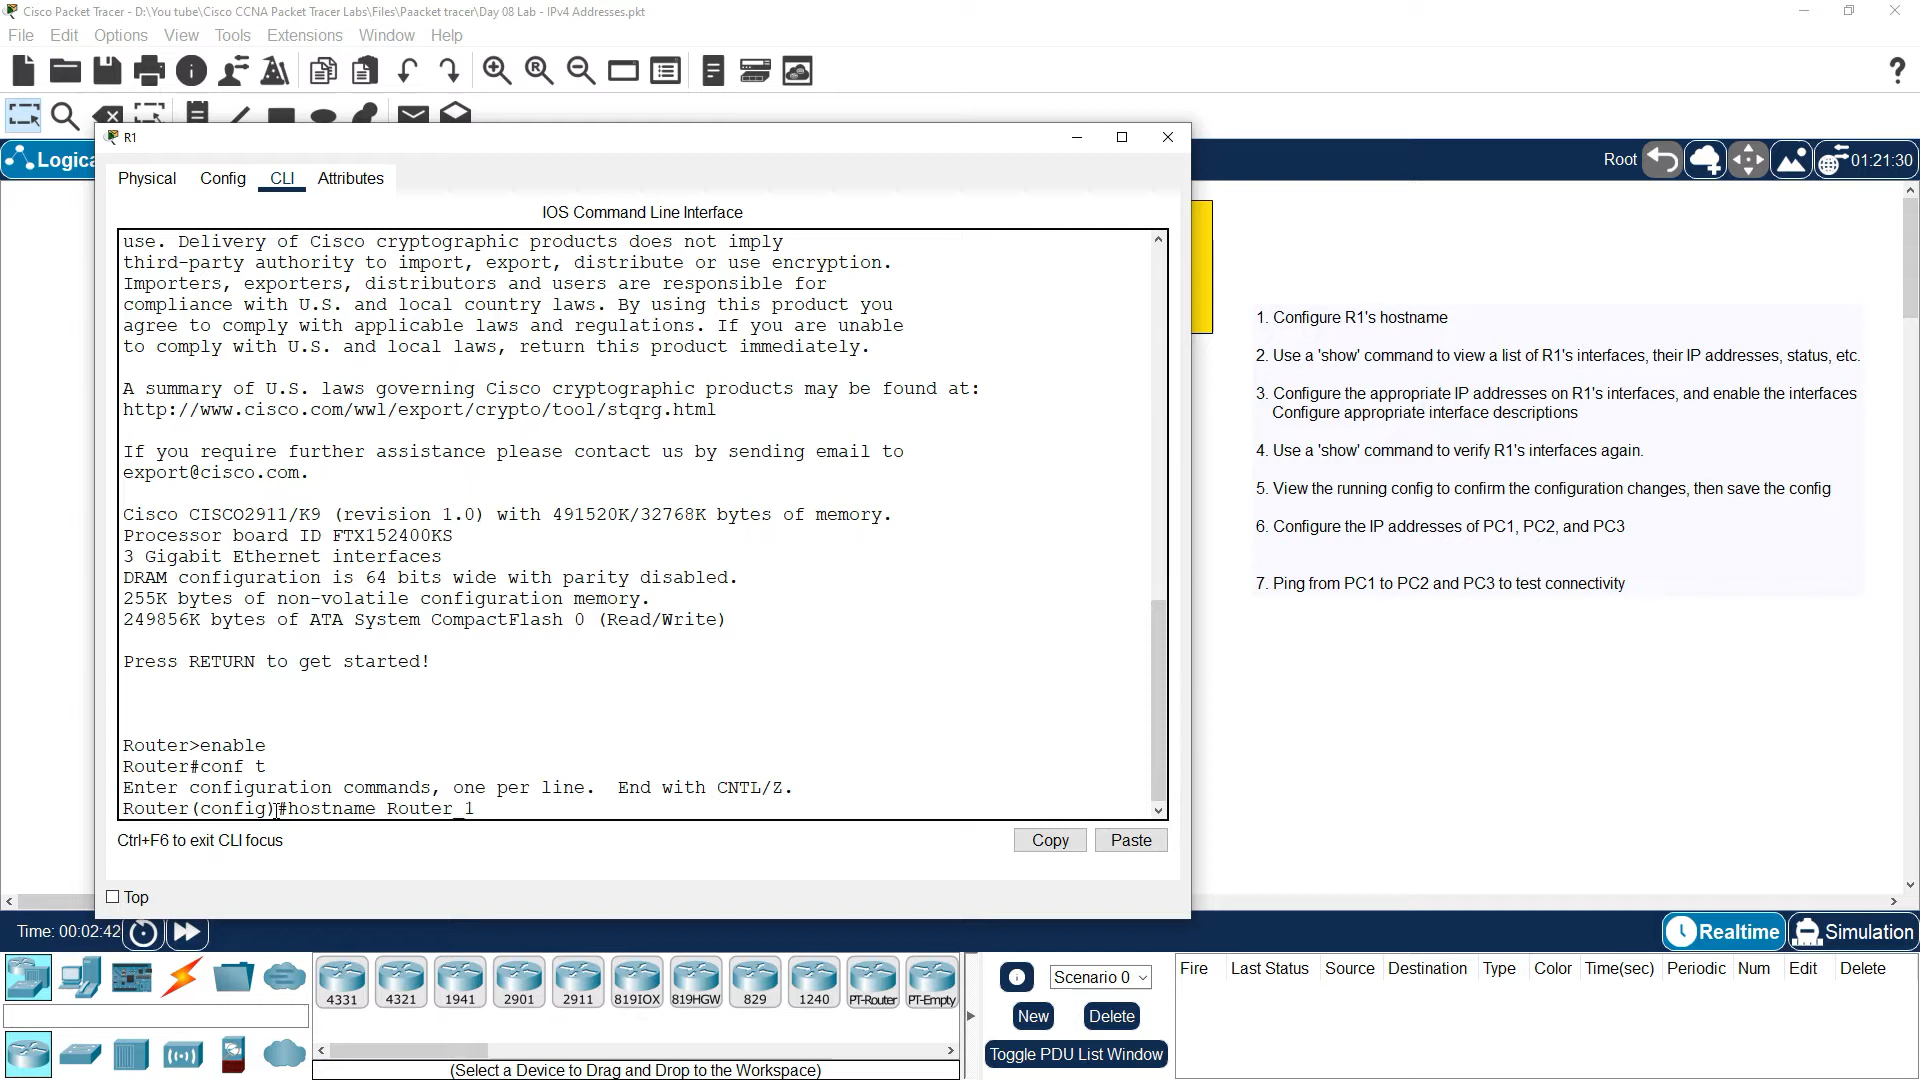 Cisco Packet Tracer - D:\You tube\Cisco CCNA Packet Tracer Labs\Files\Paacket tracer\Day 08 Lab - IPv4 Addresses.pkt
File Edit Options View Tools Extensions Window Help
R1
Logica
Root
01:21:30
Physical Config CLI Attributes
IOS Command Line Interface
use. Delivery of Cisco cryptographic products does not imply
third-party authority to import, export, distribute or use encryption.
Importers, exporters, distributors and users are responsible for
compliance with U.S. and local country laws. By using this product you
agree to comply with applicable laws and regulations. If you are unable
to comply with U.S. and local laws, return this product immediately.
A summary of U.S. laws governing Cisco cryptographic products may be found at:
http://www.cisco.com/wwl/export/crypto/tool/stqrg.html
If you require further assistance please contact us by sending email to
export@cisco.com.
Cisco CISCO2911/K9 (revision 1.0) with 491520K/32768K bytes of memory.
Processor board ID FTX152400KS
3 Gigabit Ethernet interfaces
DRAM configuration is 64 bits wide with parity disabled.
255K bytes of non-volatile configuration memory.
249856K bytes of ATA System CompactFlash 0 (Read/Write)
Press RETURN to get started!
Router>enable
Router#conf t
Enter configuration commands, one per line.  End with CNTL/Z.
Router(config)#hostname Router_1
Ctrl+F6 to exit CLI focus
Copy Paste
Top
1. Configure R1's hostname
2. Use a 'show' command to view a list of R1's interfaces, their IP addresses, status, etc.
3. Configure the appropriate IP addresses on R1's interfaces, and enable the interfaces
Configure appropriate interface descriptions
4. Use a 'show' command to verify R1's interfaces again.
5. View the running config to confirm the configuration changes, then save the config
6. Configure the IP addresses of PC1, PC2, and PC3
7. Ping from PC1 to PC2 and PC3 to test connectivity
Time: 00:02:42
Realtime Simulation
4331 4321 1941 2901 2911 819IOX 819HGW 829 1240 PT-Router PT-Empty
(Select a Device to Drag and Drop to the Workspace)
Scenario 0
New Delete
Toggle PDU List Window
Fire Last Status Source Destination Type Color Time(sec) Periodic Num Edit Delete